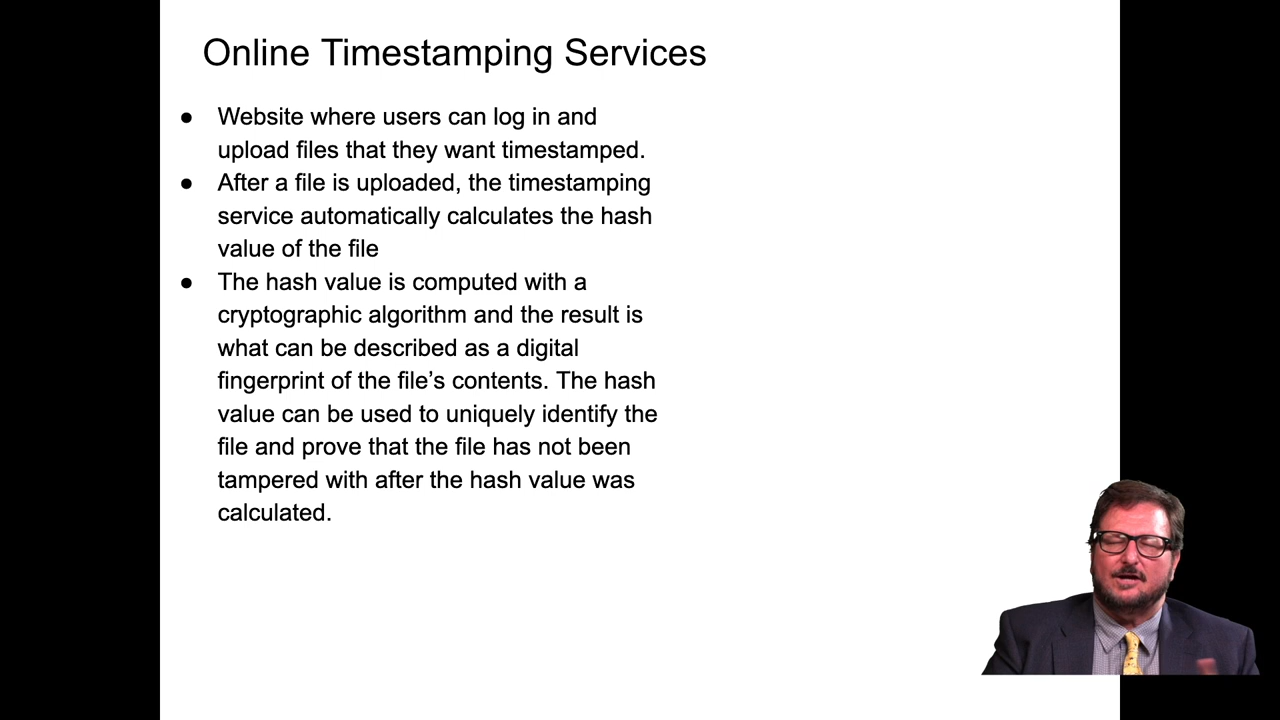 Online Timestamping Services
● Website where users can log in and
upload files that they want timestamped.
● After a file is uploaded, the timestamping
service automatically calculates the hash
value of the file
● The hash value is computed with a
cryptographic algorithm and the result is
what can be described as a digital
fingerprint of the file’s contents. The hash
value can be used to uniquely identify the
file and prove that the file has not been
tampered with after the hash value was
calculated.